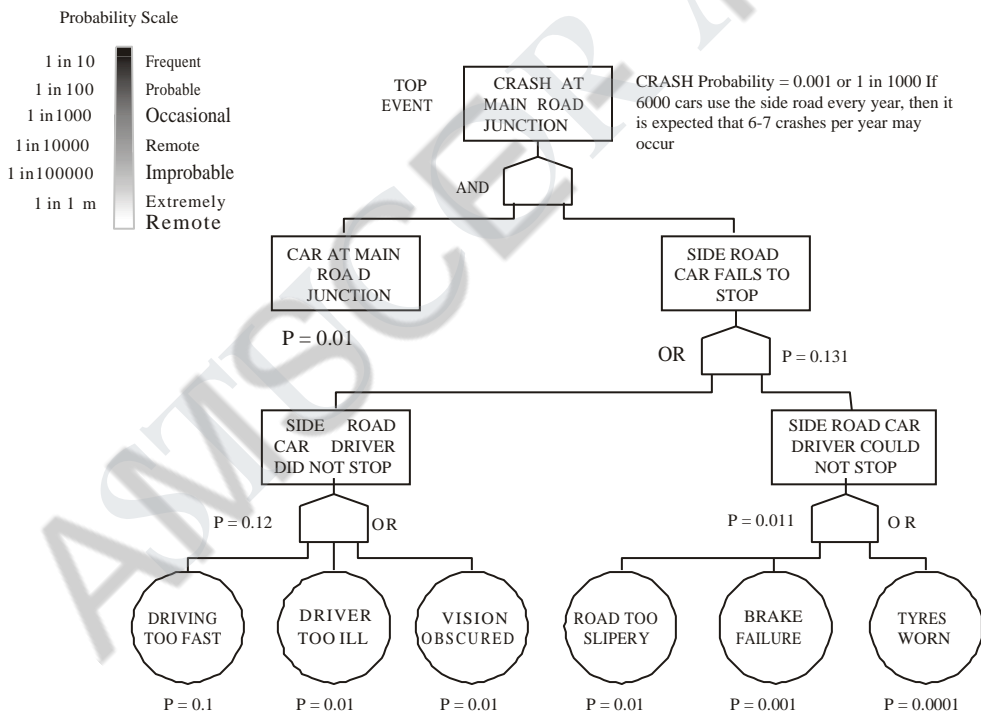 Probability Scale
1 in 10 Frequent
1 in 100 Probable
1 in1000 Occasional
1 in10000 Remote
1 in100000 Improbable
1 in 1 m Extremely
Remote
TOP
EVENT
CRASH AT
MAIN ROAD
JUNCTION
CRASH Probability = 0.001 or 1 in 1000 If
6000 cars use the side road every year, then it
is expected that 6-7 crashes per year may
occur
AND
CAR AT MAIN
ROA D
JUNCTION
P = 0.01
SIDE ROAD
CAR FAILS TO
STOP
OR
P = 0.131
SIDE ROAD
CAR DRIVER
DID NOT STOP
P = 0.12
OR
SIDE ROAD CAR
DRIVER COULD
NOT STOP
P = 0.011
O R
DRIVING
TOO FAST
P = 0.1
DRIVER
TOO ILL
P = 0.01
VISION
OBSCURED
P = 0.01
ROAD TOO
SLIPERY
P = 0.01
BRAKE
FAILURE
P = 0.001
TYRES
WORN
P = 0.0001
AMSCER